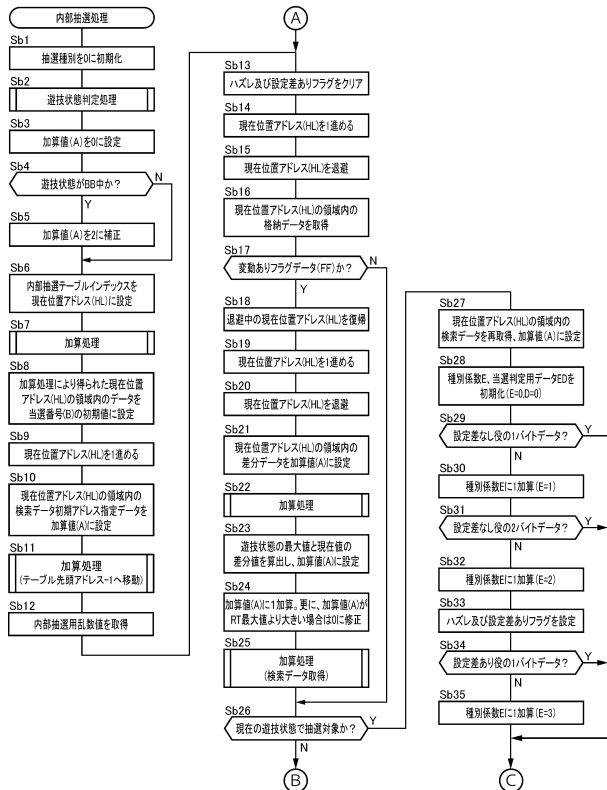 内部抽選処理
Sb1
抽選種別を0に初期化
Sb2
遊技状態判定処理
Sb3
加算値(A)を0に設定
Sb4
遊技状態がBB中か?
N
Y
Sb5
加算値(A)を2に補正
Sb6
内部抽選テーブルインデックスを
現在位置アドレス(HL)に設定
Sb7
加算処理
Sb8
加算処理により得られた現在位置
アドレス(HL)の領域内のデータを
当選番号(B)の初期値に設定
Sb9
現在位置アドレス(HL)を1進める
Sb10
現在位置アドレス(HL)の領域内の
検索データ初期アドレス指定データを
加算値(A)に設定
Sb11
加算処理
(テーブル先頭アドレス-1へ移動)
Sb12
内部抽選用乱数値を取得
A
Sb13
ハズレ及び設定差ありフラグをクリア
Sb14
現在位置アドレス(HL)を1進める
Sb15
現在位置アドレス(HL)を退避
Sb16
現在位置アドレス(HL)の領域内の
格納データを取得
Sb17
変動ありフラグデータ(FF)か?
N
Y
Sb18
退避中の現在位置アドレス(HL)を復帰
Sb19
現在位置アドレス(HL)を1進める
Sb20
現在位置アドレス(HL)を退避
Sb21
現在位置アドレス(HL)の領域内の
差分データを加算値(A)に設定
Sb22
加算処理
Sb23
遊技状態の最大値と現在値の
差分値を算出し、加算値(A)に設定
Sb24
加算値(A)に1加算。更に、加算値(A)が
RT最大値より大きい場合は0に修正
Sb25
加算処理
(検索データ取得)
Sb26
現在の遊技状態で抽選対象か?
Y
N
B
Sb27
現在位置アドレス(HL)の領域内の
検索データを再取得、加算値(A)に設定
Sb28
種別係数E、当選判定用データEDを
初期化(E=0,D=0)
Sb29
設定差なし役の1バイトデータ?
Y
N
Sb30
種別係数Eに1加算(E=1)
Sb31
設定差なし役の2バイトデータ?
Y
N
Sb32
種別係数Eに1加算(E=2)
Sb33
ハズレ及び設定差ありフラグを設定
Sb34
設定差あり役の1バイトデータ?
Y
N
Sb35
種別係数Eに1加算(E=3)
C